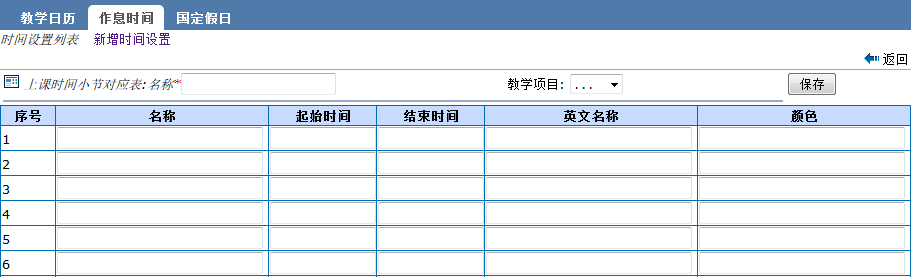 教学日历 作息时间 国定假日
时间设置列表 新增时间设置
返回
上课时间小节对应表:名称* 教学项目: ... 保存
序号 名称 起始时间 结束时间 英文名称 颜色
1
2
3
4
5
6